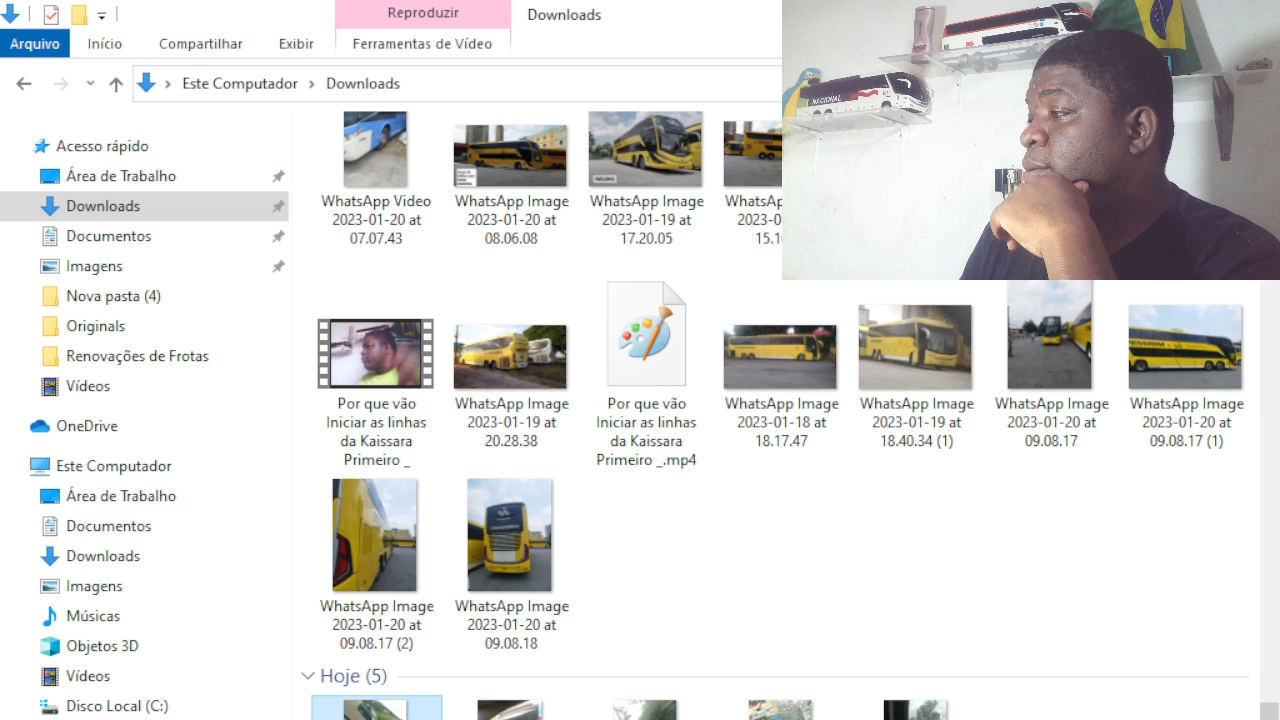 Reproduzir
Downloads
Arquivo
Início
Compartilhar
Exibir
Ferramentas de Vídeo
Este Computador
Downloads
Acesso rápido
Área de Trabalho
Downloads
Documentos
Imagens
Nova pasta (4)
Originals
Renovações de Frotas
Vídeos
OneDrive
Este Computador
Área de Trabalho
Documentos
Downloads
Imagens
Músicas
Objetos 3D
Vídeos
Disco Local (C:)
WhatsApp Video
2023-01-20 at
07.07.43
WhatsApp Image
2023-01-20 at
08.06.08
WhatsApp Image
2023-01-19 at
17.20.05
NACIONAL
Por que vão
Iniciar as linhas
da Kaissara
Primeiro _
WhatsApp Image
2023-01-19 at
20.28.38
Por que vão
Iniciar as linhas
da Kaissara
Primeiro _.mp4
WhatsApp Image
2023-01-18 at
18.17.47
WhatsApp Image
2023-01-19 at
18.40.34 (1)
WhatsApp Image
2023-01-20 at
09.08.17
WhatsApp Image
2023-01-20 at
09.08.17 (1)
WhatsApp Image
2023-01-20 at
09.08.17 (2)
WhatsApp Image
2023-01-20 at
09.08.18
Hoje (5)